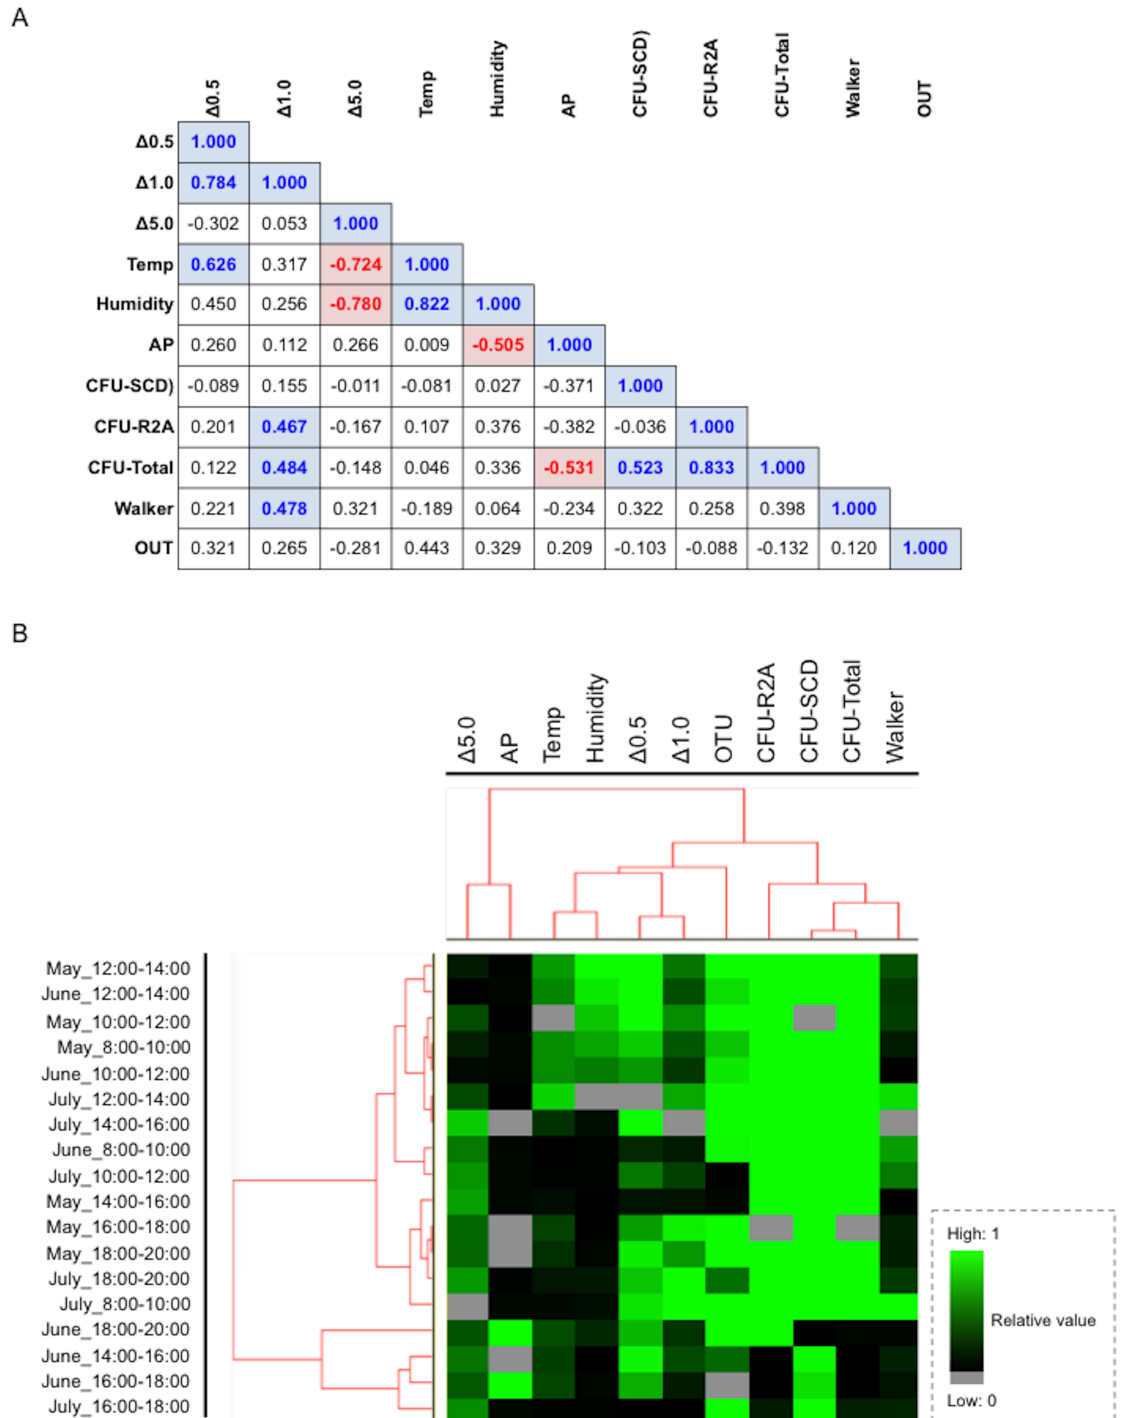 A
Δ0.5 Δ1.0 Δ5.0 Temp Humidity AP CFU-SCD) CFU-R2A CFU-Total Walker OUT
Δ0.5 1.000
Δ1.0 0.784 1.000
Δ5.0 -0.302 0.053 1.000
Temp 0.626 0.317 -0.724 1.000
Humidity 0.450 0.256 -0.780 0.822 1.000
AP 0.260 0.112 0.266 0.009 -0.505 1.000
CFU-SCD) -0.089 0.155 -0.011 -0.081 0.027 -0.371 1.000
CFU-R2A 0.201 0.467 -0.167 0.107 0.376 -0.382 -0.036 1.000
CFU-Total 0.122 0.484 -0.148 0.046 0.336 -0.531 0.523 0.833 1.000
Walker 0.221 0.478 0.321 -0.189 0.064 -0.234 0.322 0.258 0.398 1.000
OUT 0.321 0.265 -0.281 0.443 0.329 0.209 -0.103 -0.088 -0.132 0.120 1.000
B
Δ5.0 AP Temp Humidity Δ0.5 Δ1.0 OTU CFU-R2A CFU-SCD CFU-Total Walker
May_12:00-14:00
June_12:00-14:00
May_10:00-12:00
May_8:00-10:00
June_10:00-12:00
July_12:00-14:00
July_14:00-16:00
June_8:00-10:00
July_10:00-12:00
May_14:00-16:00
May_16:00-18:00
May_18:00-20:00
July_18:00-20:00
July_8:00-10:00
June_18:00-20:00
June_14:00-16:00
June_16:00-18:00
July_16:00-18:00
High: 1
Relative value
Low: 0